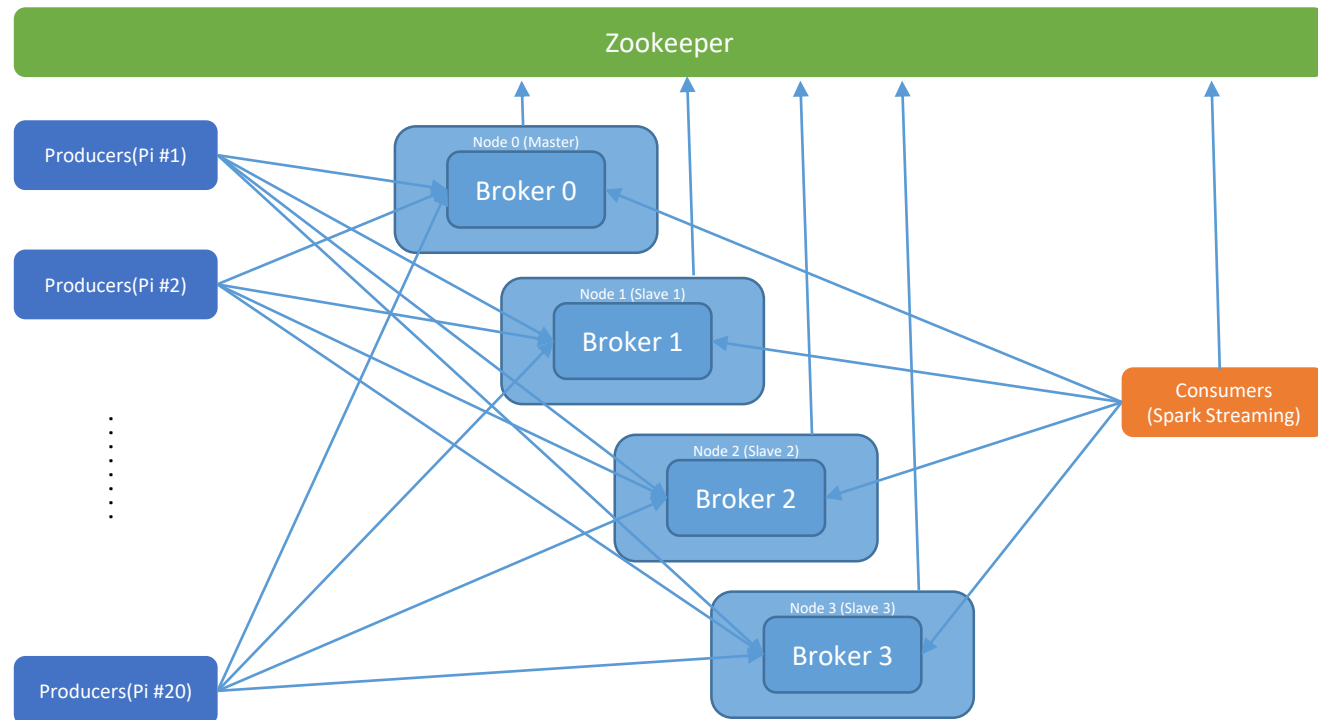 Zookeeper
Producers(Pi #1)
Node 0 (Master)
Broker 0
Producers(Pi #2)
Node 1 (Slave 1)
Broker 1
Consumers
(Spark Streaming)
Node 2 (Slave 2)
Broker 2
Node 3 (Slave 3)
Broker 3
Producers(Pi #20)